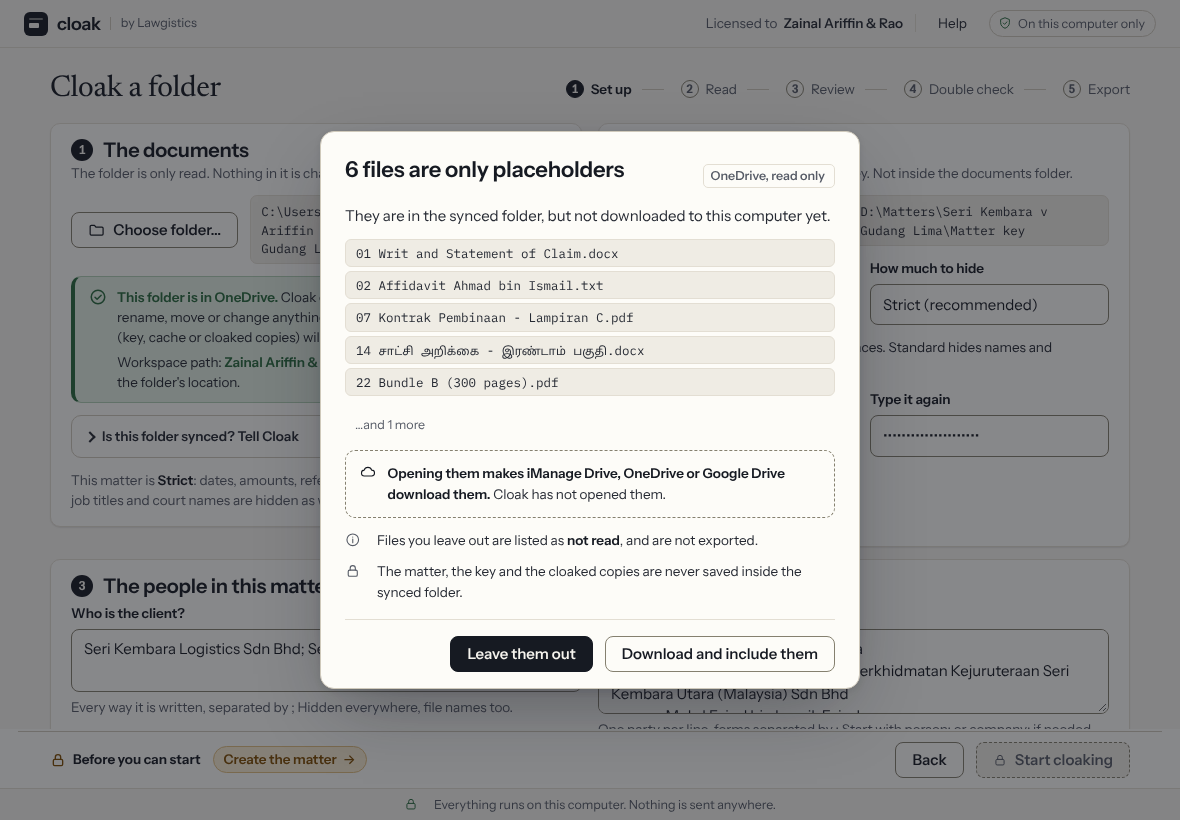 cloak
by Lawgistics
Licensed to Zainal Ariffin & Rao
Help
On this computer only
Cloak a folder
1 Set up
2 Read
3 Review
4 Double check
5 Export
1 The documents
The folder is only read. Nothing in it is
y. Not inside the documents folder.
Choose folder...
C:\Users
Ariffin
Gudang L
D:\Matters\Seri Kembara v
Gudang Lima\Matter key
This folder is in OneDrive. Cloak
rename, move or change
(key, cache or cloaked copies)
Workspace path: Zainal Ariffin &
the folder's location.
How much to hide
Strict (recommended)
Standard hides names and
Is this folder synced? Tell Cloak
Type it again
•••••••••••••••••••••
This matter is Strict: dates, amounts,
job titles and court names are hidden as
6 files are only placeholders
OneDrive, read only
They are in the synced folder, but not downloaded to this computer yet.
01 Writ and Statement of Claim.docx
02 Affidavit Ahmad bin Ismail.txt
07 Kontrak Pembinaan - Lampiran C.pdf
14 சாட்சி அறிக்கை - இரண்டாம் பகுதி.docx
22 Bundle B (300 pages).pdf
...and 1 more
Opening them makes iManage Drive, OneDrive or Google Drive
download them. Cloak has not opened them.
Files you leave out are listed as not read, and are not exported.
The matter, the key and the cloaked copies are never saved inside the
synced folder.
Leave them out
Download and include them
3 The people in this
Who is the client?
Seri Kembara Logistics Sdn Bhd;
Every way it is written, separated by ; Hidden everywhere, file names too.
Kejuruteraan Seri
Kembara Utara (Malaysia) Sdn Bhd
One party per line, forms separated by ; Start with person: or company: if needed.
Before you can start
Create the matter →
Back
Start cloaking
Everything runs on this computer. Nothing is sent anywhere.